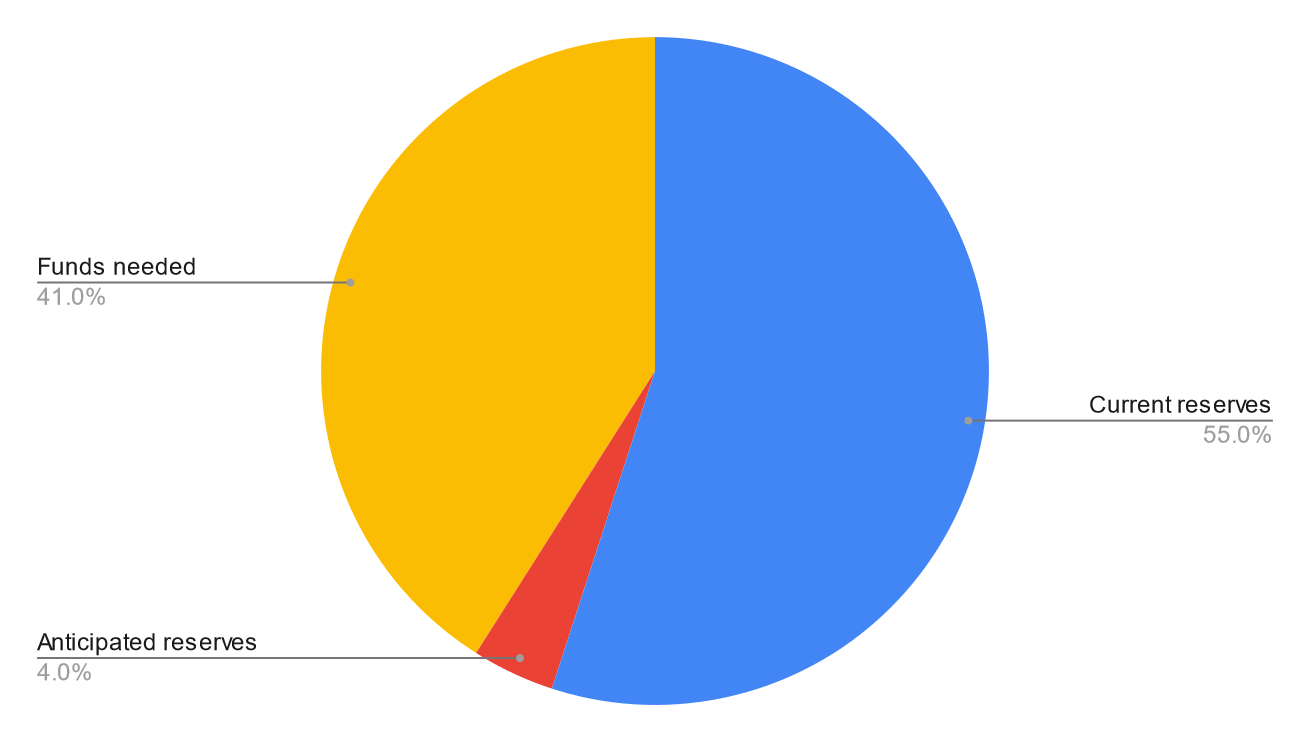 Funds needed
41.0%
Current reserves
55.0%
Anticipated reserves
4.0%